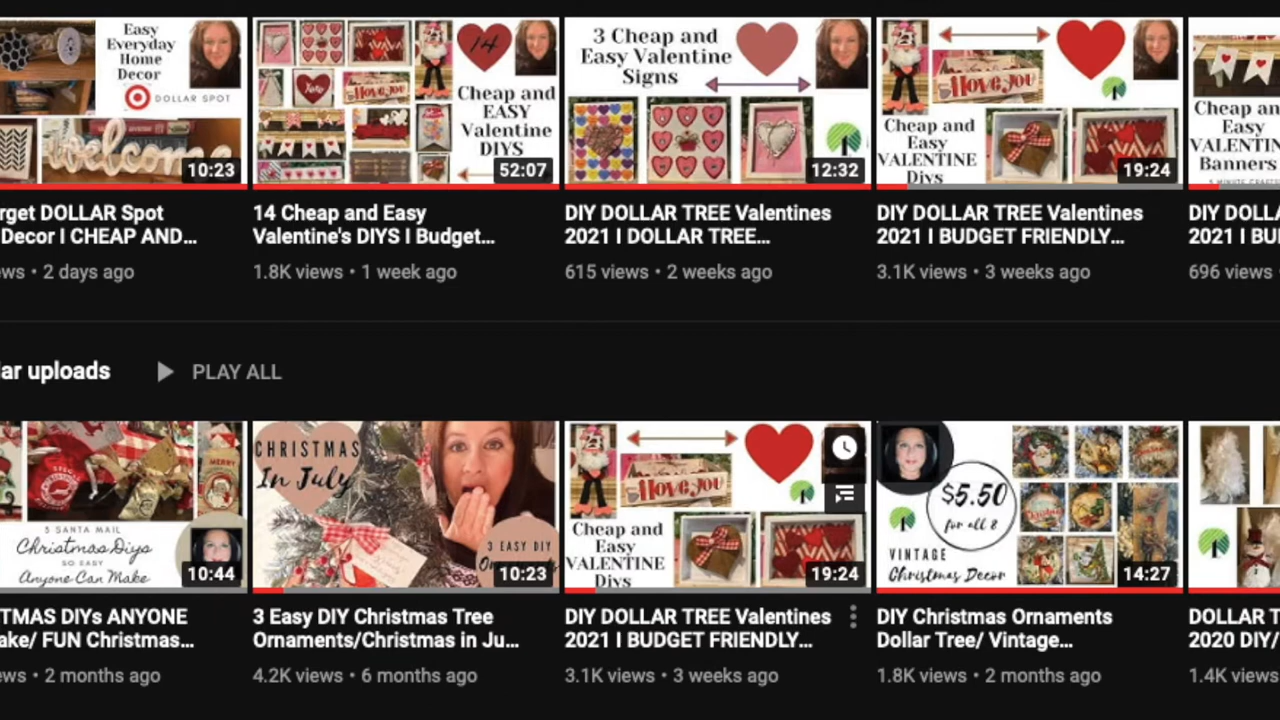 Easy
Everyday
Home
Decor
DOLLAR SPOT
welcome
10:23
14
Cheap and
EASY
Valentine
DIYS
52:07
3 Cheap and
Easy Valentine
Signs
12:32
I love you
Cheap and
Easy
VALENTINE
Diys
19:24
Cheap an
Easy
VALENTIN
Banners
rget DOLLAR Spot
Decor I CHEAP AND...
ews • 2 days ago
14 Cheap and Easy
Valentine's DIYS I Budget...
1.8K views • 1 week ago
DIY DOLLAR TREE Valentines
2021 I DOLLAR TREE...
615 views • 2 weeks ago
DIY DOLLAR TREE Valentines
2021 I BUDGET FRIENDLY...
3.1K views • 3 weeks ago
DIY DOLLA
2021 I BUI
696 views
lar uploads
PLAY ALL
MERRY
5 SANTA MAIL
Christmas Diys
SO EASY
Anyone Can Make
10:44
CHRISTMAS
In July
3 EASY DIY
10:23
I love you
Cheap and
Easy
VALENTINE
Diys
19:24
$5.50
for all 8
VINTAGE
Christmas Decor
14:27
TMAS DIYs ANYONE
ake/ FUN Christmas...
ews • 2 months ago
3 Easy DIY Christmas Tree
Ornaments/Christmas in Ju...
4.2K views • 6 months ago
DIY DOLLAR TREE Valentines
2021 I BUDGET FRIENDLY...
3.1K views • 3 weeks ago
DIY Christmas Ornaments
Dollar Tree/ Vintage...
1.8K views • 2 months ago
DOLLAR T
2020 DIY/
1.4K views